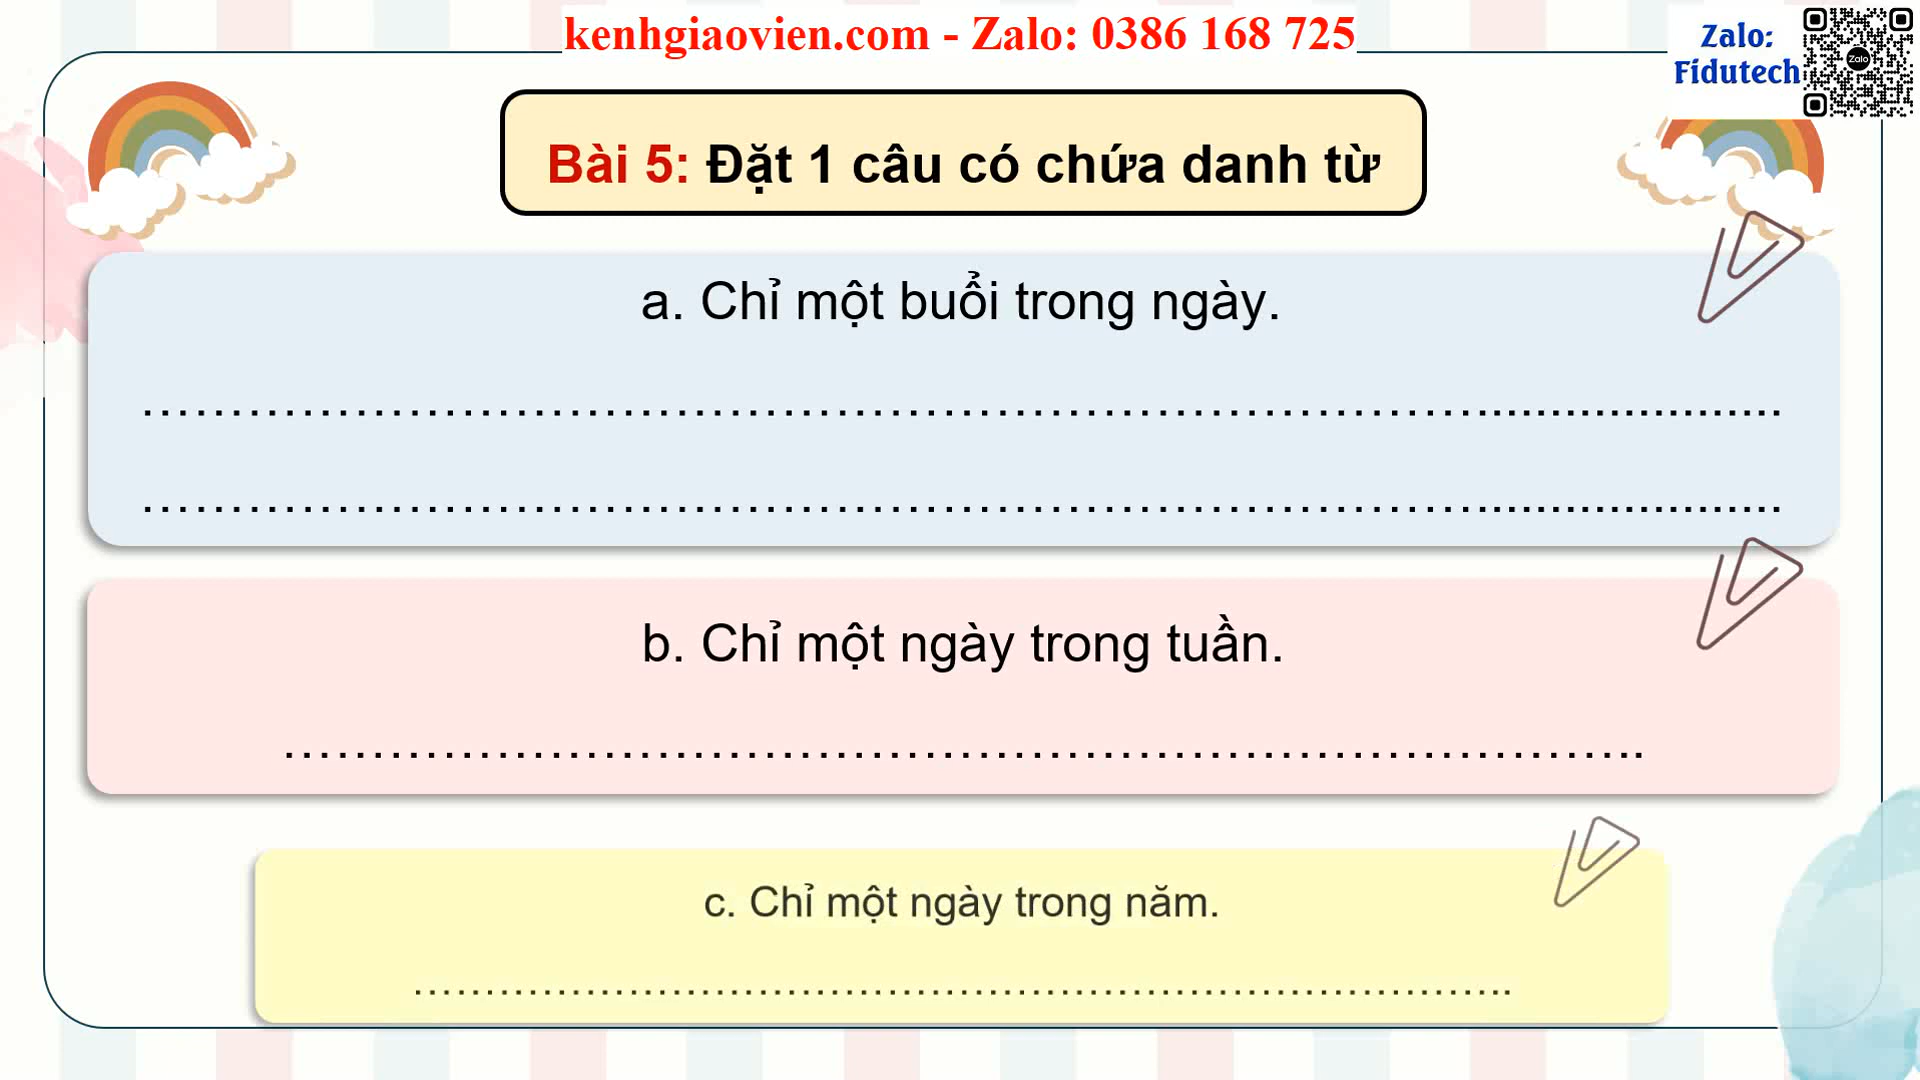 kenhgiaovien.com - Zalo: 0386 168 725
Zalo:
Fidutech
Zalo
Bài 5: Đặt 1 câu có chứa danh từ
a. Chỉ một buổi trong ngày.
……………………………………………………………………....................
……………………………………………………………………....................
b. Chỉ một ngày trong tuần.
…………………………………………………………………..
c. Chỉ một ngày trong năm.
…………………………………………………………………..